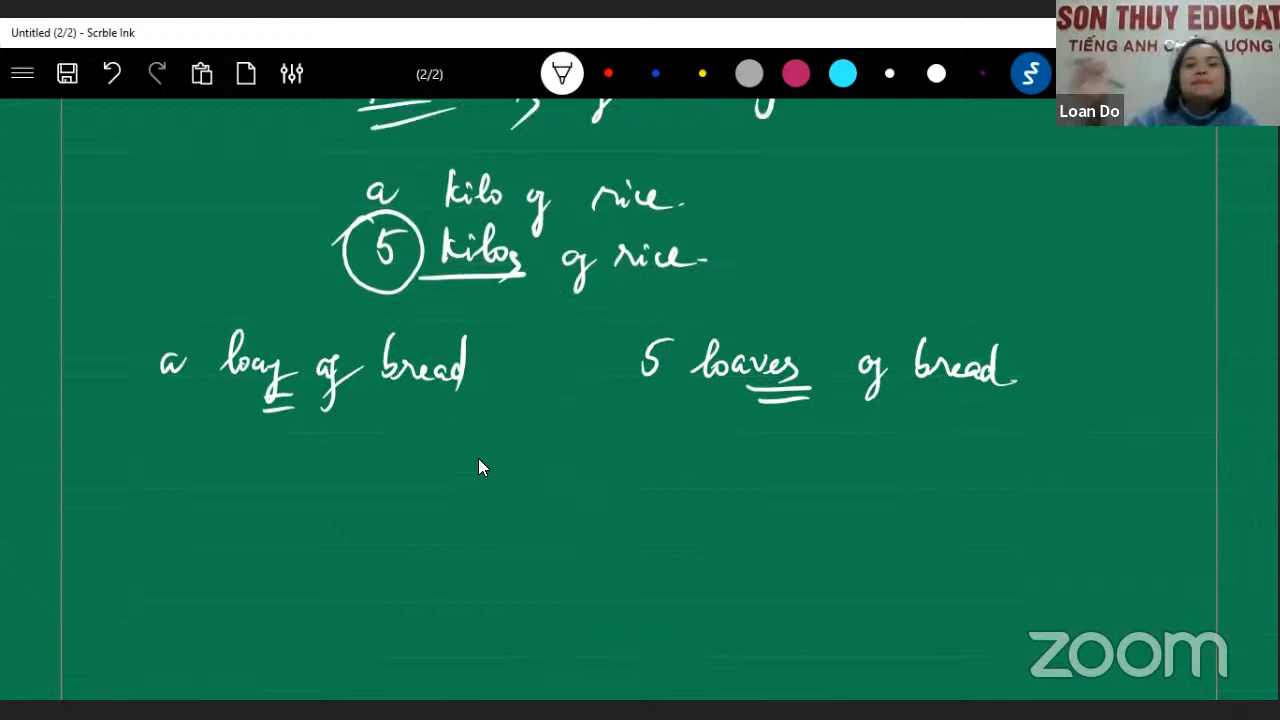 Untitled (2/2) - Scrble Ink
SON THUY EDUCAT
TIẾNG ANH LƯỢNG
(2/2)
Loan Do
a kilo of rice.
5 kilos of rice.
a loaf of bread 5 loaves of bread
zoom